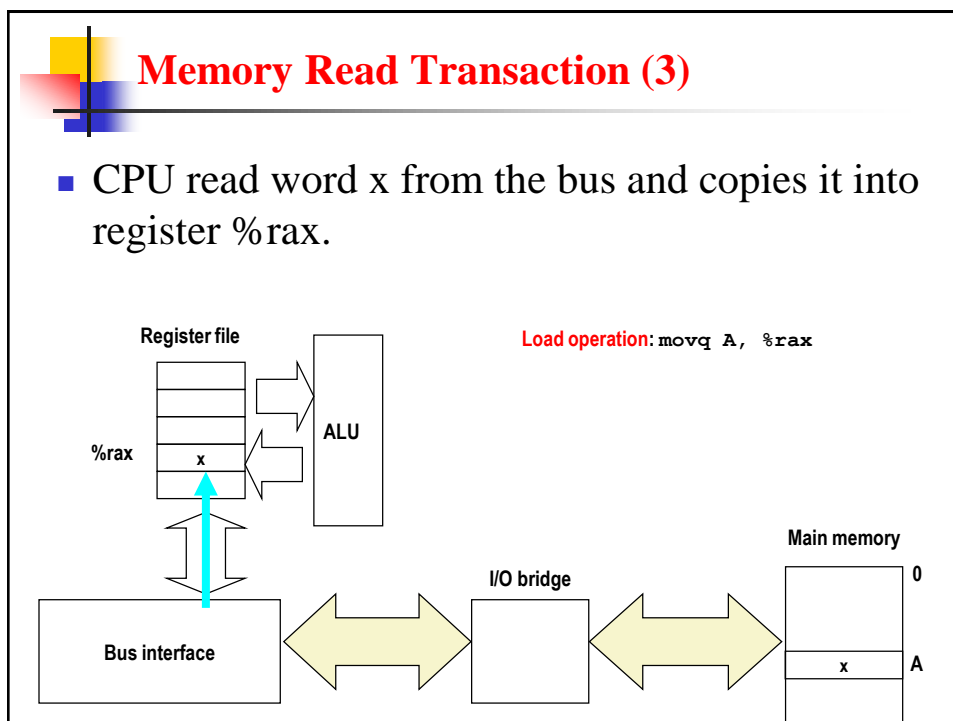 Memory Read Transaction (3)
CPU read word x from the bus and copies it into
register %rax.
Register file
Load operation: movq A, %rax
ALU
%rax
x
Main memory
I/O bridge
0
Bus interface
x
A